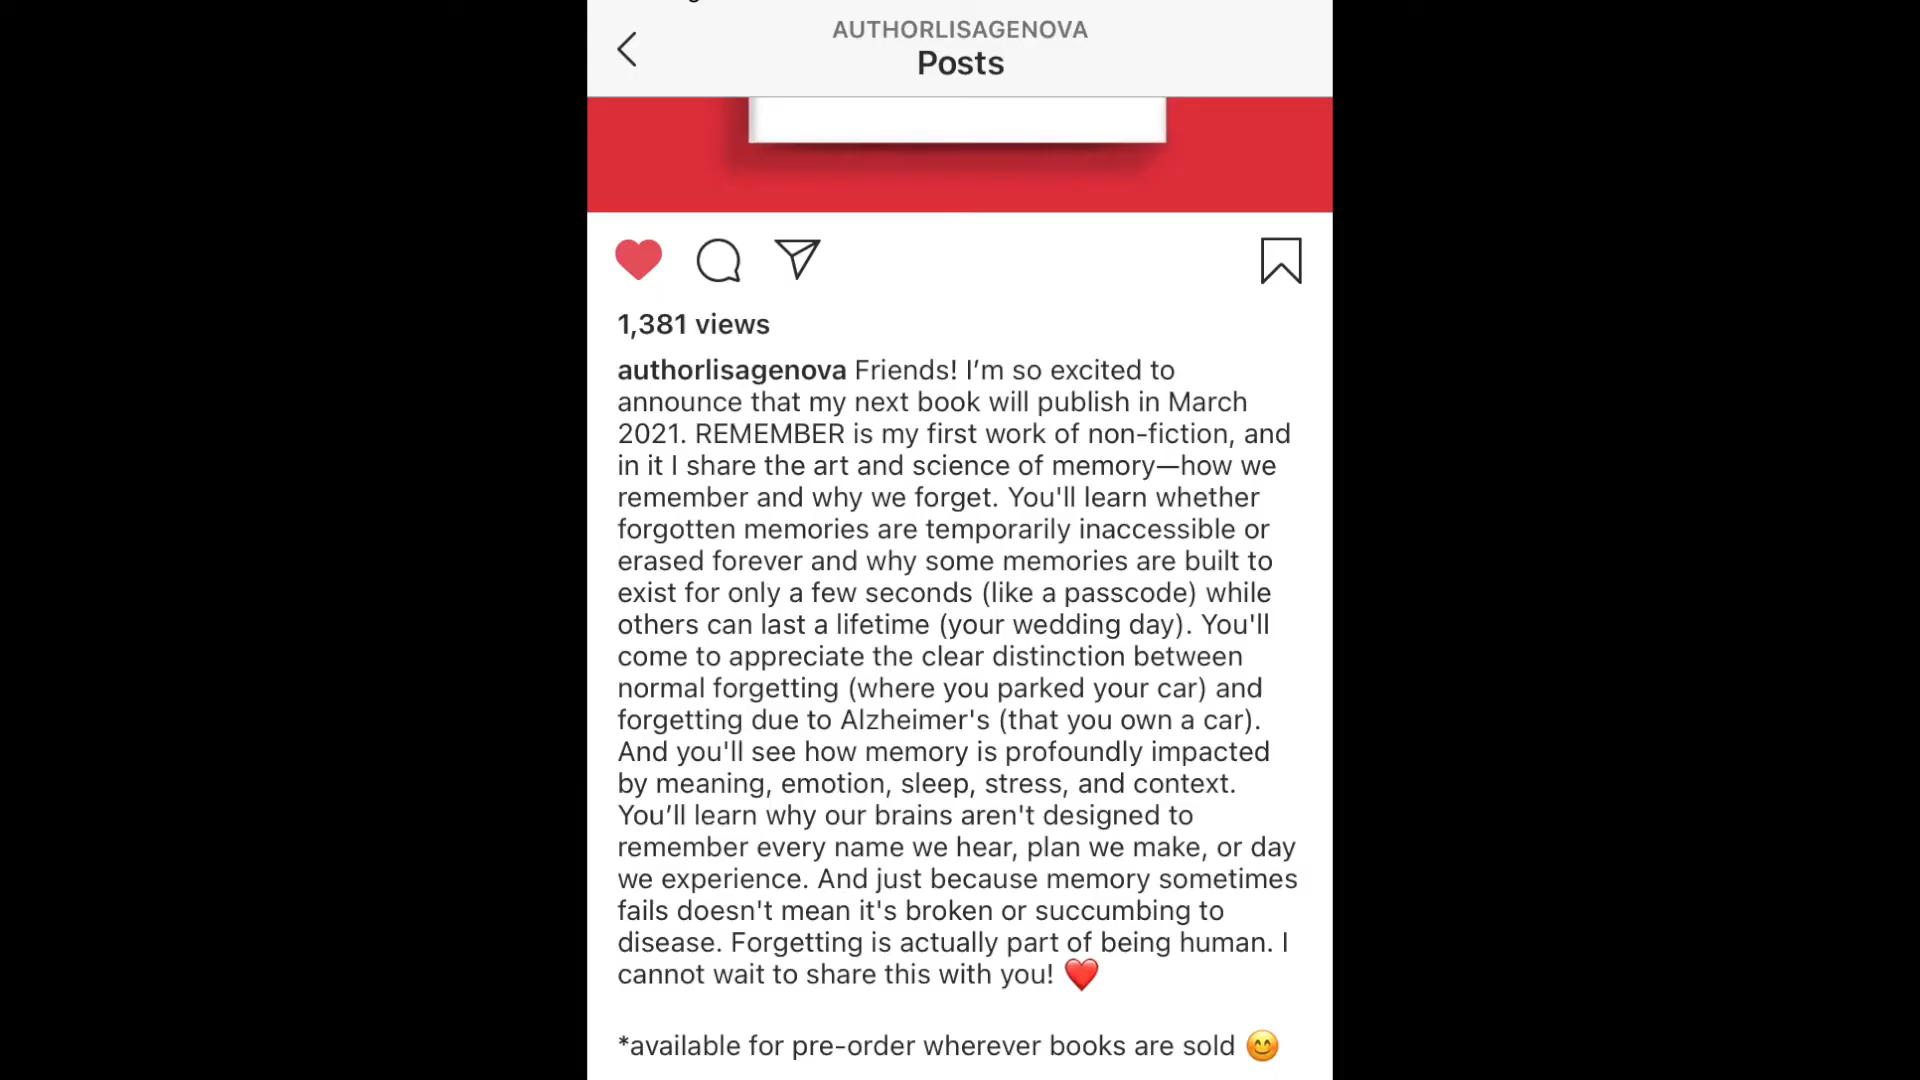 AUTHORLISAGENOVA
Posts
1,381 views
authorlisagenova Friends! I’m so excited to
announce that my next book will publish in March
2021. REMEMBER is my first work of non-fiction, and
in it I share the art and science of memory—how we
remember and why we forget. You'll learn whether
forgotten memories are temporarily inaccessible or
erased forever and why some memories are built to
exist for only a few seconds (like a passcode) while
others can last a lifetime (your wedding day). You'll
come to appreciate the clear distinction between
normal forgetting (where you parked your car) and
forgetting due to Alzheimer's (that you own a car).
And you'll see how memory is profoundly impacted
by meaning, emotion, sleep, stress, and context.
You’ll learn why our brains aren't designed to
remember every name we hear, plan we make, or day
we experience. And just because memory sometimes
fails doesn't mean it's broken or succumbing to
disease. Forgetting is actually part of being human. I
cannot wait to share this with you! ❤️
*available for pre-order wherever books are sold 😊